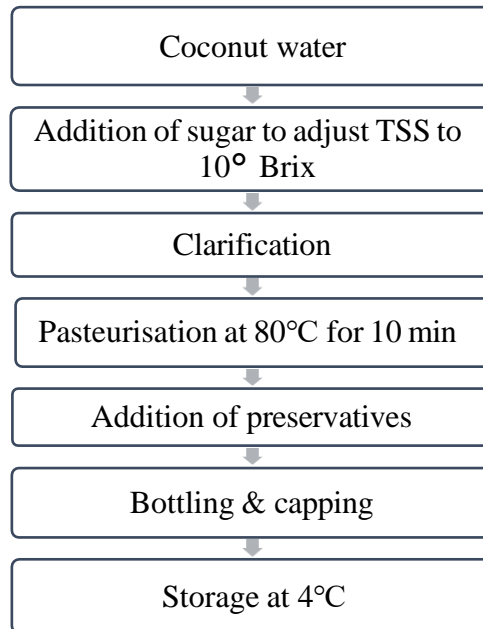 Coconut water
Addition of sugar to adjust TSS to
10° Brix
Clarification
Pasteurisation at 80°C for 10 min
Addition of preservatives
Bottling & capping
Storage at 4°C